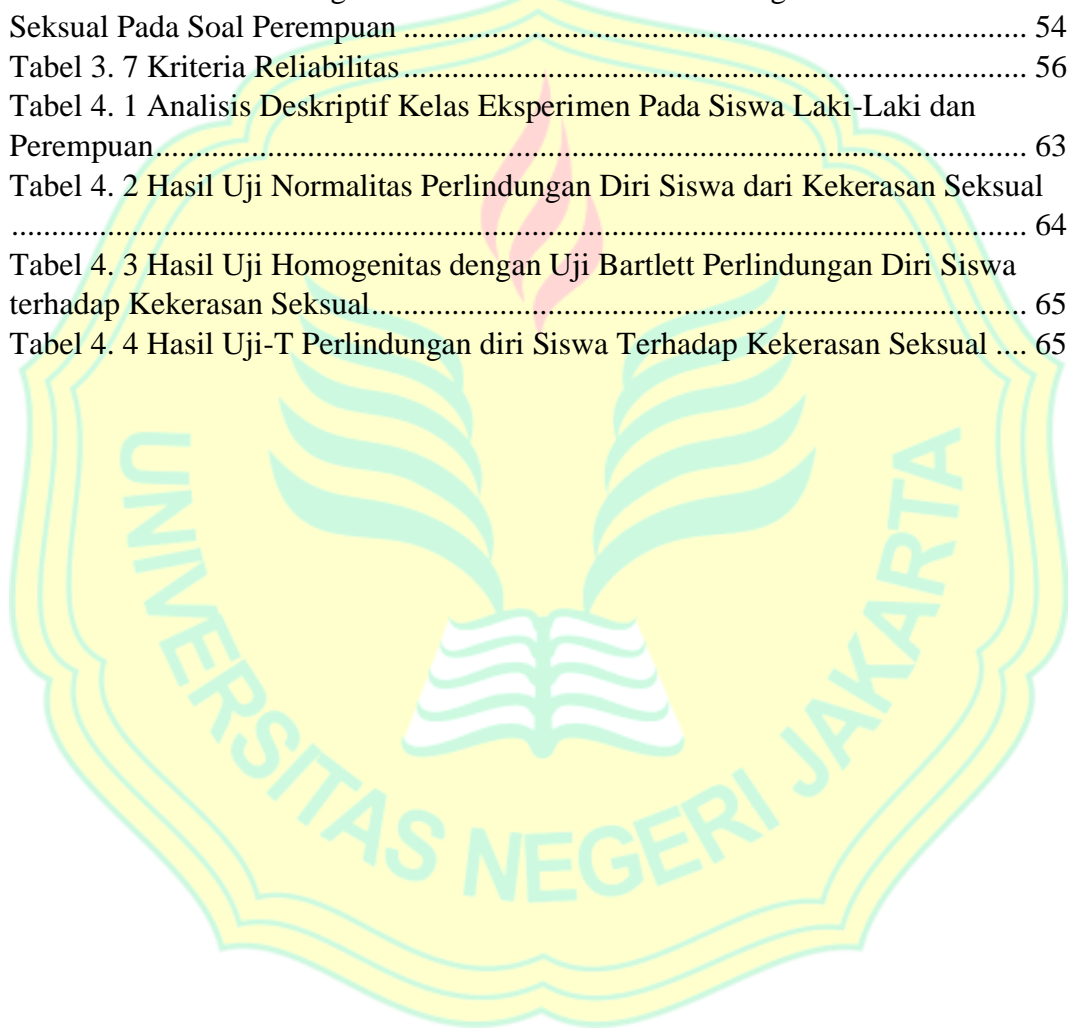 Seksual Pada Soal Perempuan .............................................................................. 54
Tabel 3. 7 Kriteria Reliabilitas.............................................................................. 56
Tabel 4. 1 Analisis Deskriptif Kelas Eksperimen Pada Siswa Laki-Laki dan
Perempuan............................................................................................................. 63
Tabel 4. 2 Hasil Uji Normalitas Perlindungan Diri Siswa dari Kekerasan Seksual
............................................................................................................................... 64
Tabel 4. 3 Hasil Uji Homogenitas dengan Uji Bartlett Perlindungan Diri Siswa
terhadap Kekerasan Seksual.................................................................................. 65
Tabel 4. 4 Hasil Uji-T Perlindungan diri Siswa Terhadap Kekerasan Seksual .... 65
UNIVERSITAS NEGERI JAKARTA